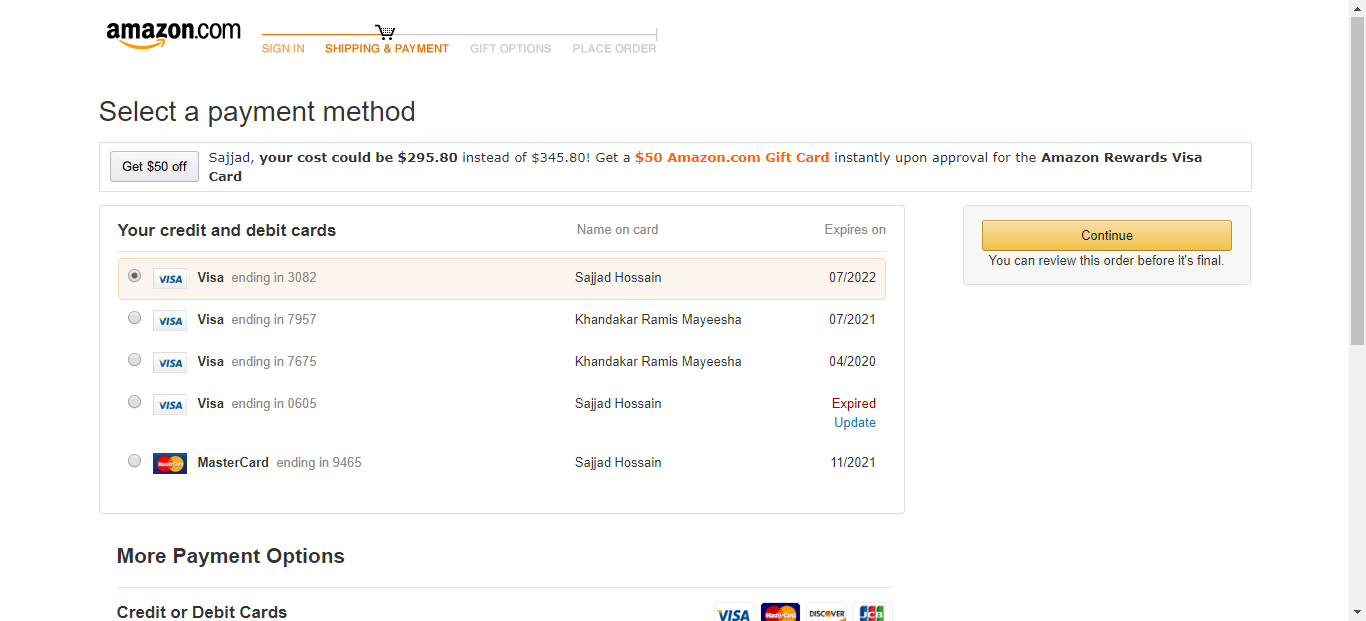 amazon.com
SIGN IN SHIPPING & PAYMENT GIFT OPTIONS PLACE ORDER
Select a payment method
Get $50 off
Sajjad, your cost could be $295.80 instead of $345.80! Get a $50 Amazon.com Gift Card instantly upon approval for the Amazon Rewards Visa
Card
Your credit and debit cards Name on card Expires on
VISA Visa ending in 3082 Sajjad Hossain 07/2022
VISA Visa ending in 7957 Khandakar Ramis Mayeesha 07/2021
VISA Visa ending in 7675 Khandakar Ramis Mayeesha 04/2020
VISA Visa ending in 0605 Sajjad Hossain Expired
Update
MasterCard MasterCard ending in 9465 Sajjad Hossain 11/2021
Continue
You can review this order before it's final.
More Payment Options
Credit or Debit Cards VISA MasterCard DISCOVER JCB